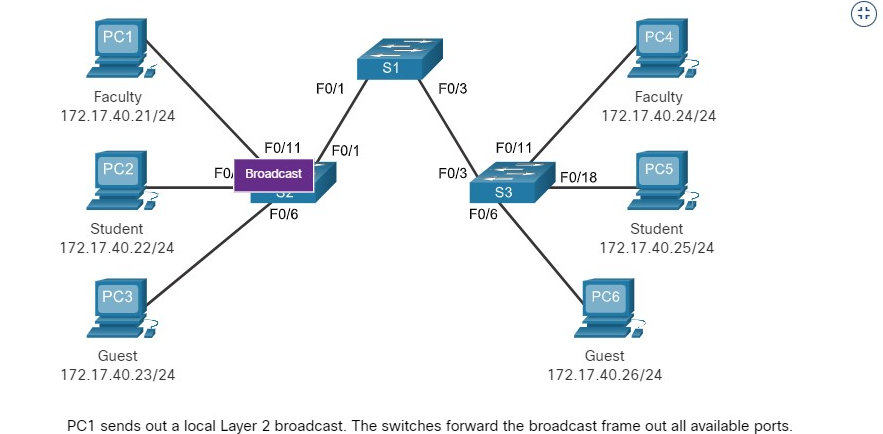 PC1
Faculty
172.17.40.21/24
PC2
Student
172.17.40.22/24
PC3
Guest
172.17.40.23/24
S1
F0/1
F0/3
F0/11
F0/1
F0/
Broadcast
S2
F0/6
F0/11
F0/3
F0/18
S3
F0/6
PC4
Faculty
172.17.40.24/24
PC5
Student
172.17.40.25/24
PC6
Guest
172.17.40.26/24
PC1 sends out a local Layer 2 broadcast. The switches forward the broadcast frame out all available ports.